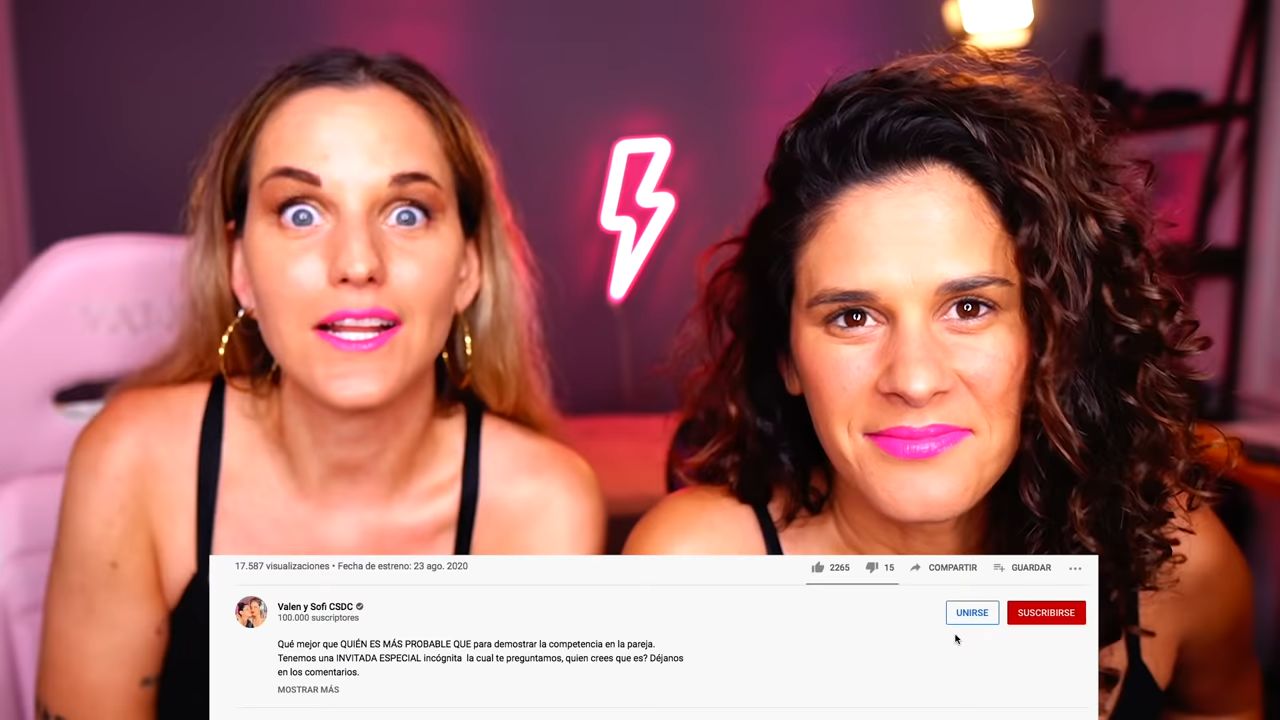 17.587 visualizaciones • Fecha de estreno: 23 ago. 2020
2265 15 COMPARTIR GUARDAR
Valen y Sofi CSDC
100.000 suscriptores
UNIRSE SUSCRIBIRSE
Qué mejor que QUIÉN ES MÁS PROBABLE QUE para demostrar la competencia en la pareja.
Tenemos una INVITADA ESPECIAL incógnita la cual te preguntamos, quien crees que es? Déjanos
en los comentarios.
MOSTRAR MÁS